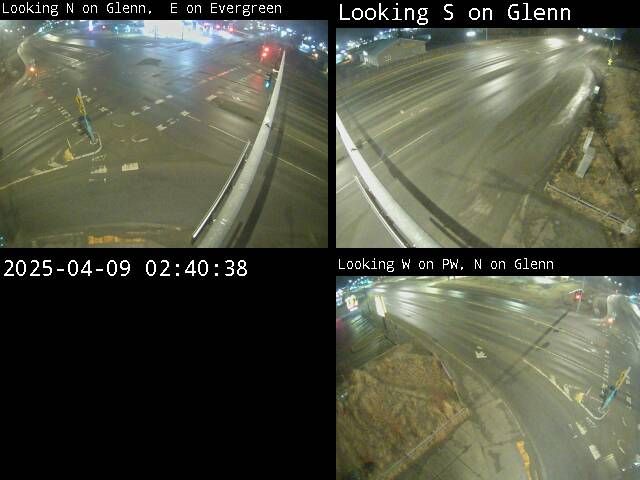 Looking N on Glenn,  E on Evergreen
Looking S on Glenn
2025-04-09 02:40:38
Looking W on PW, N on Glenn